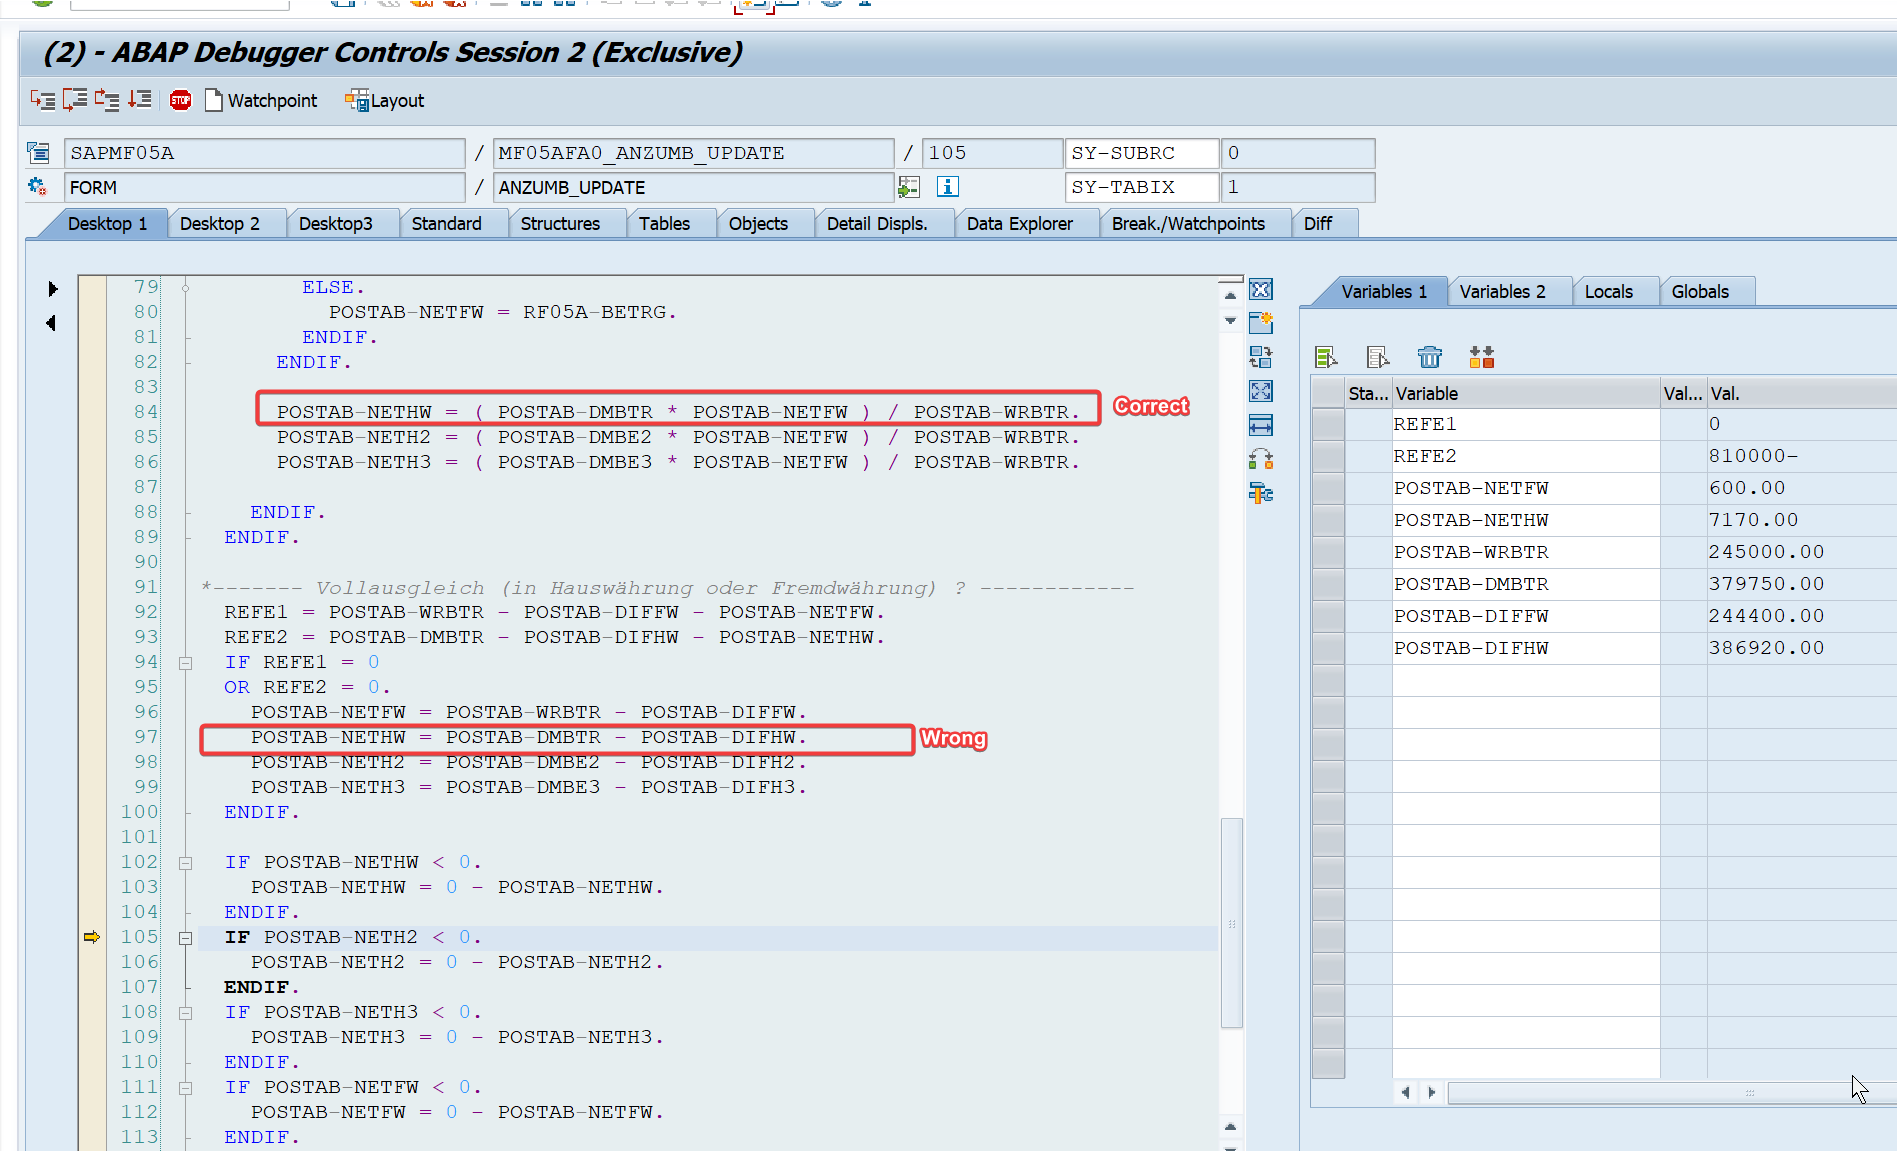 (2) - ABAP Debugger Controls Session 2 (Exclusive)
STOP Watchpoint Layout
SAPMF05A / MF05AFA0_ANZUMB_UPDATE / 105 SY-SUBRC 0
FORM / ANZUMB_UPDATE SY-TABIX 1
Desktop 1 Desktop 2 Desktop3 Standard Structures Tables Objects Detail Displs. Data Explorer Break./Watchpoints Diff
79 ELSE.
80 POSTAB-NETFW = RF05A-BETRG.
81 ENDIF.
82 ENDIF.
83
84 POSTAB-NETHW = ( POSTAB-DMBTR * POSTAB-NETFW ) / POSTAB-WRBTR. Correct
85 POSTAB-NETH2 = ( POSTAB-DMBE2 * POSTAB-NETFW ) / POSTAB-WRBTR.
86 POSTAB-NETH3 = ( POSTAB-DMBE3 * POSTAB-NETFW ) / POSTAB-WRBTR.
87
88 ENDIF.
89 ENDIF.
90
91 *------- Vollausgleich (in Hauswährung oder Fremdwährung) ? ------------
92 REFE1 = POSTAB-WRBTR - POSTAB-DIFFW - POSTAB-NETFW.
93 REFE2 = POSTAB-DMBTR - POSTAB-DIFHW - POSTAB-NETHW.
94 IF REFE1 = 0
95 OR REFE2 = 0.
96 POSTAB-NETFW = POSTAB-WRBTR - POSTAB-DIFFW.
97 POSTAB-NETHW = POSTAB-DMBTR - POSTAB-DIFHW. Wrong
98 POSTAB-NETH2 = POSTAB-DMBE2 - POSTAB-DIFH2.
99 POSTAB-NETH3 = POSTAB-DMBE3 - POSTAB-DIFH3.
100 ENDIF.
101
102 IF POSTAB-NETHW < 0.
103 POSTAB-NETHW = 0 - POSTAB-NETHW.
104 ENDIF.
105 IF POSTAB-NETH2 < 0.
106 POSTAB-NETH2 = 0 - POSTAB-NETH2.
107 ENDIF.
108 IF POSTAB-NETH3 < 0.
109 POSTAB-NETH3 = 0 - POSTAB-NETH3.
110 ENDIF.
111 IF POSTAB-NETFW < 0.
112 POSTAB-NETFW = 0 - POSTAB-NETFW.
113 ENDIF.
Variables 1 Variables 2 Locals Globals
Sta... Variable Val... Val.
REFE1 0
REFE2 810000-
POSTAB-NETFW 600.00
POSTAB-NETHW 7170.00
POSTAB-WRBTR 245000.00
POSTAB-DMBTR 379750.00
POSTAB-DIFFW 244400.00
POSTAB-DIFHW 386920.00